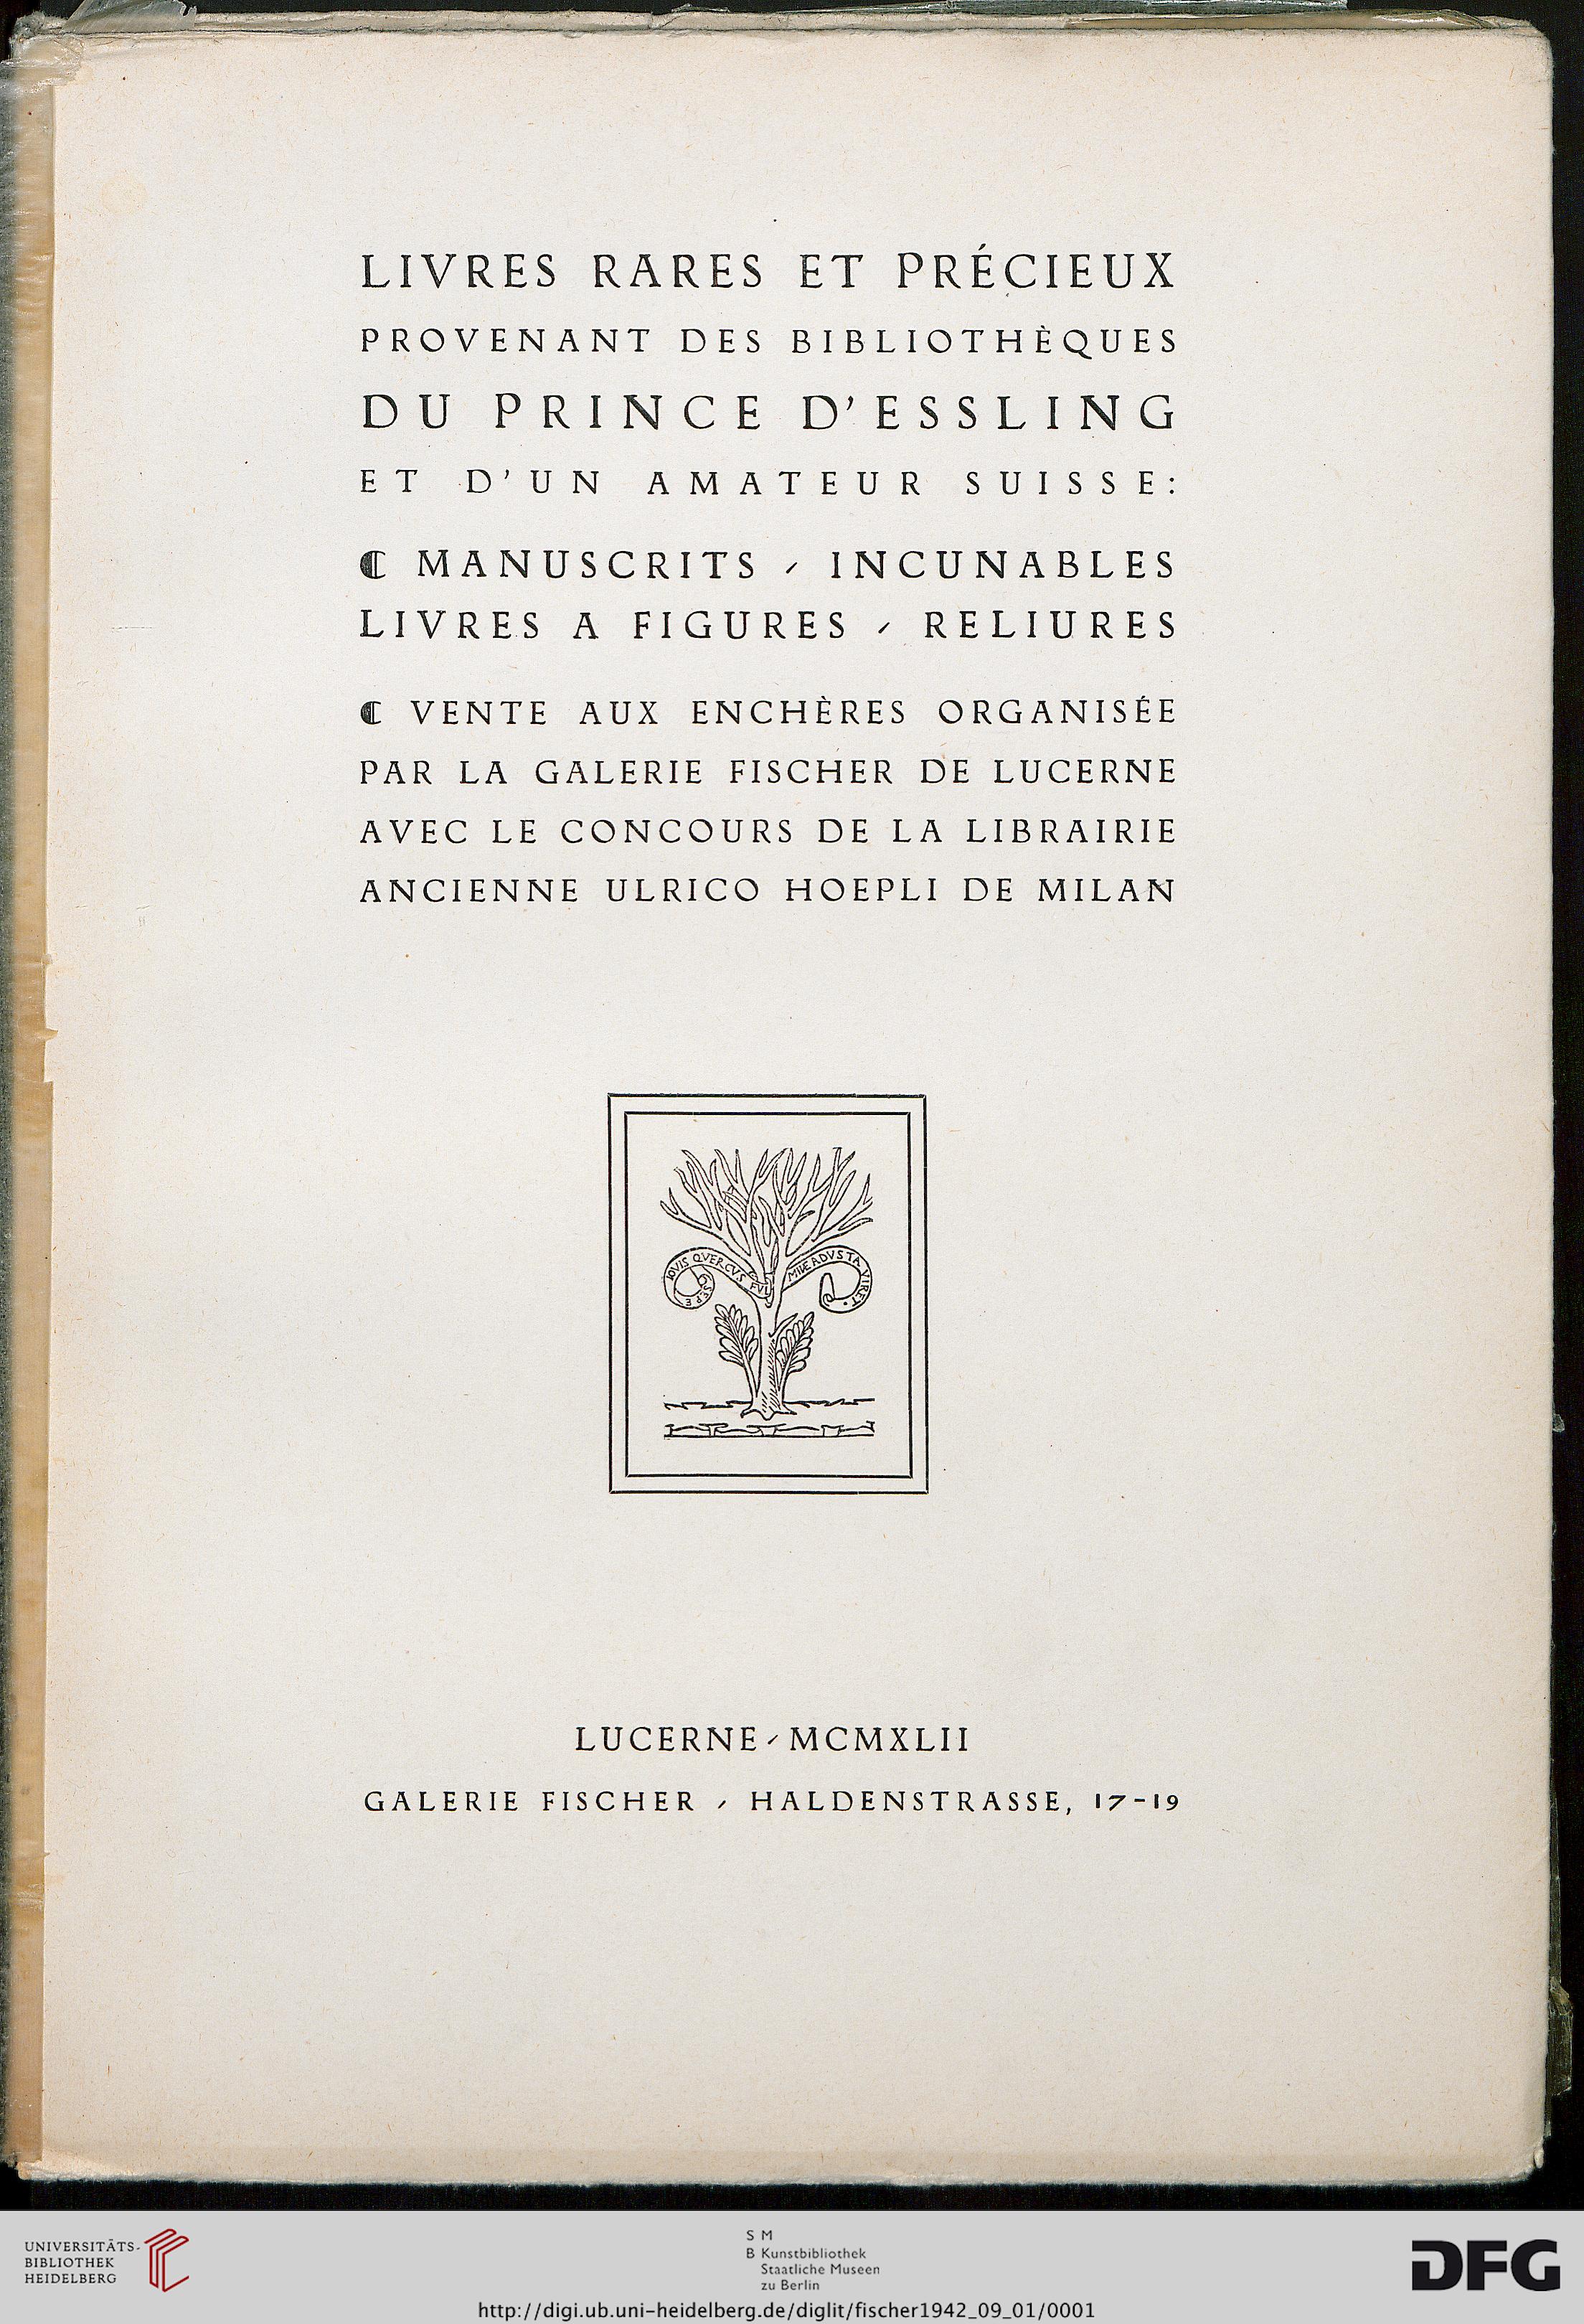 LIVRES RARES ET PRÉCIEUX
PROVENANT DES BIBLIOTHÈQUES
DU PRINCE D'ESSLING
ET D'UN AMATEUR SUISSE:
MANUSCRITS / INCUNABLES
LIVRES A FIGURES / RELIURES
VENTE AUX ENCHÈRES ORGANISÉE
PAR LA GALERIE FISCHER DE LUCERNE
AVEC LE CONCOURS DE LA LIBRAIRIE
ANCIENNE ULRICO HOEPLI DE MILAN
IOVIS QVERCVS FVL MINE ADVSTA VIRET.
LUCERNE / MCMXLII
GALERIE FISCHER / HALDENSTRASSE, 17-19
UNIVERSITÄTS-
BIBLIOTHEK
HEIDELBERG
S M
B Kunstbibliothek
Staatliche Museen
zu Berlin
DFG
http://digi.ub.uni-heidelberg.de/diglit/fischer1942_09_01/0001